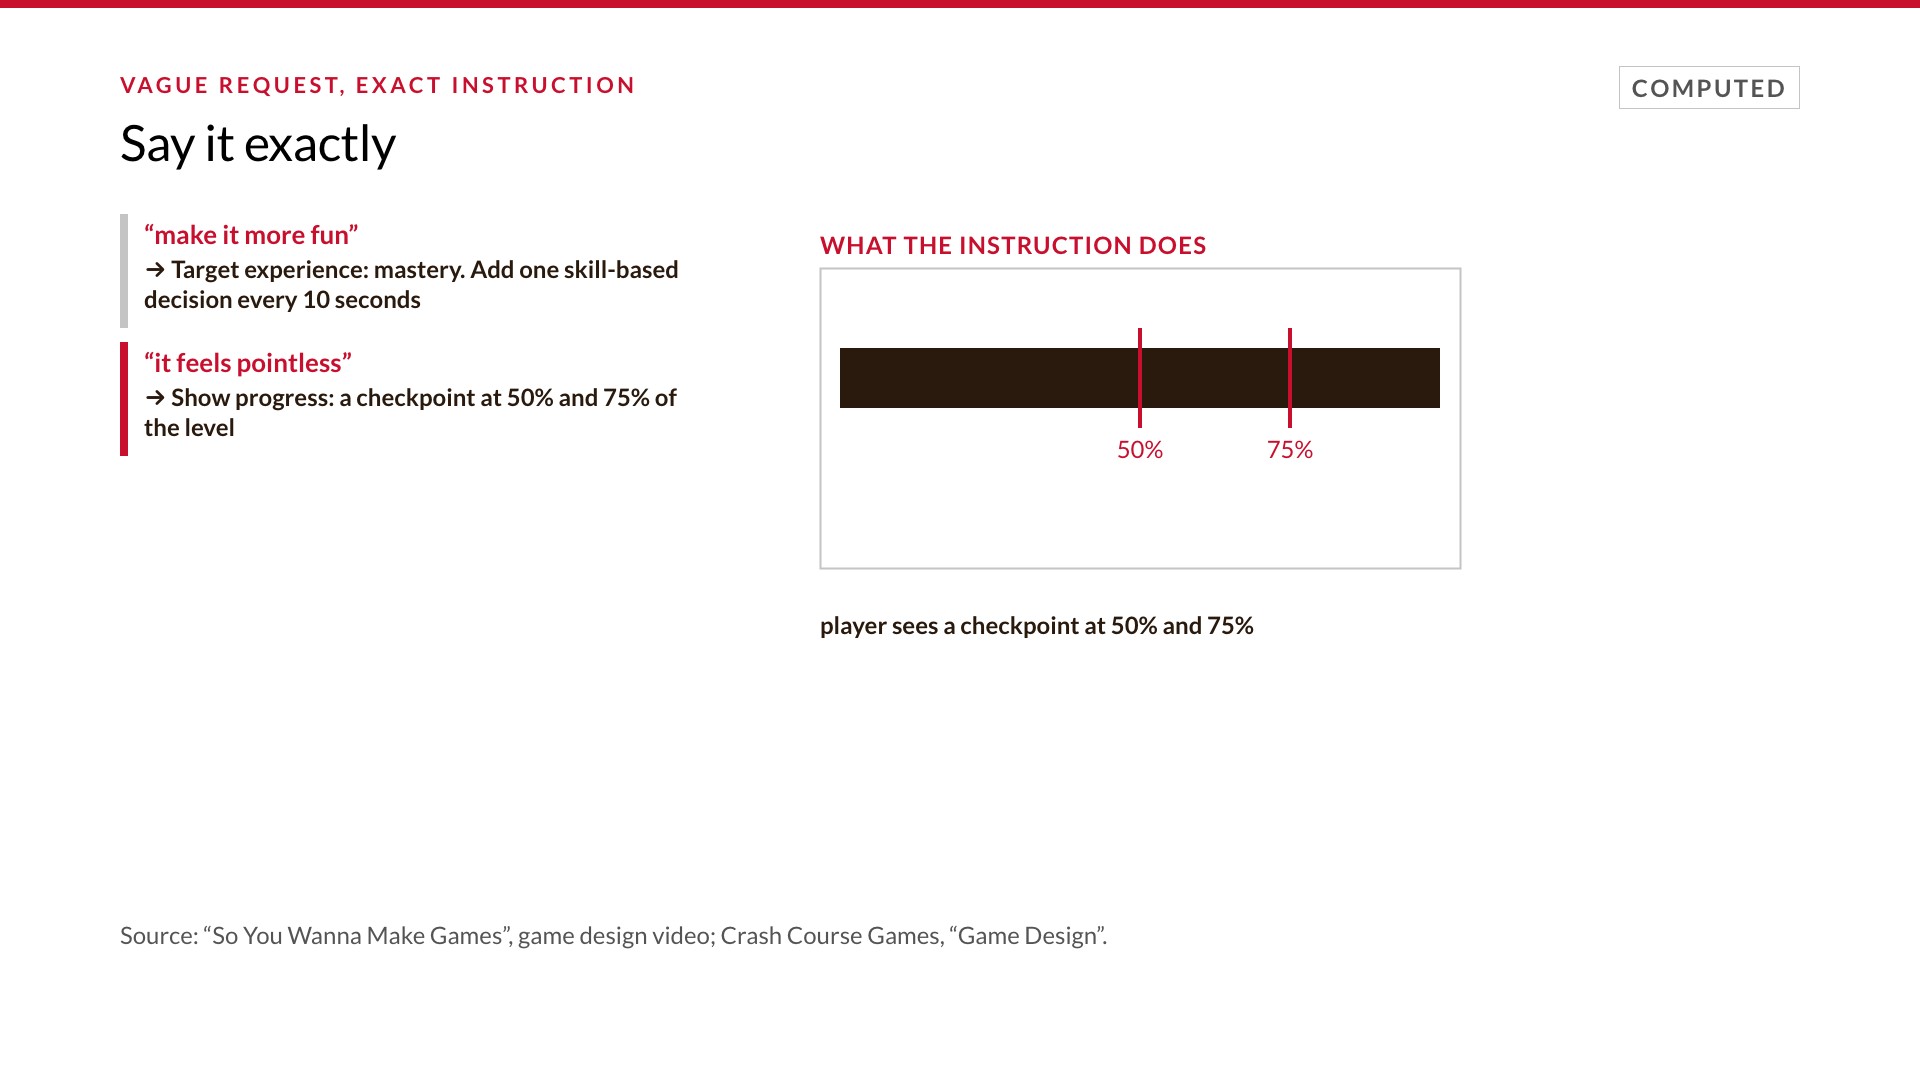 VAGUE REQUEST, EXACT INSTRUCTION
COMPUTED
Say it exactly
“make it more fun”
→ Target experience: mastery. Add one skill-based
decision every 10 seconds
“it feels pointless”
→ Show progress: a checkpoint at 50% and 75% of
the level
WHAT THE INSTRUCTION DOES
50%
75%
player sees a checkpoint at 50% and 75%
Source: “So You Wanna Make Games”, game design video; Crash Course Games, “Game Design”.